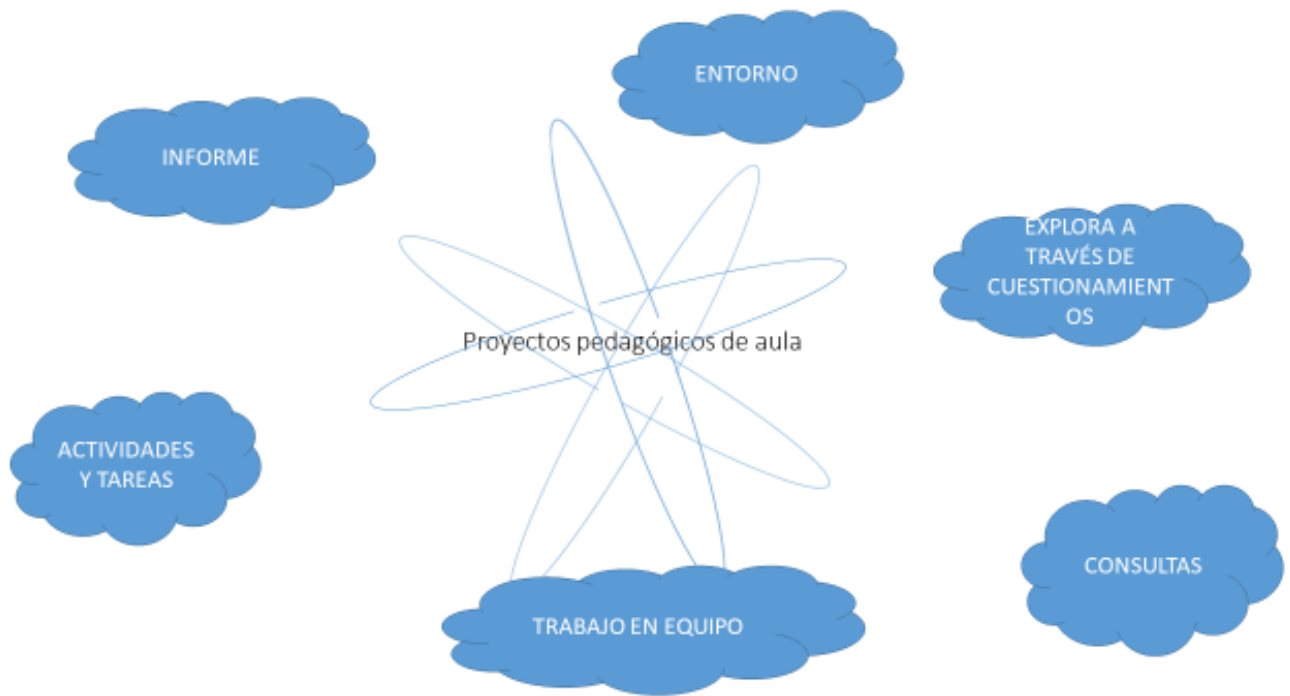 ENTORNO
INFORME
EXPLORA A
TRAVÉS DE
CUESTIONAMIENT
OS
Proyectos pedagógicos de aula
ACTIVIDADES
Y TAREAS
CONSULTAS
TRABAJO EN EQUIPO